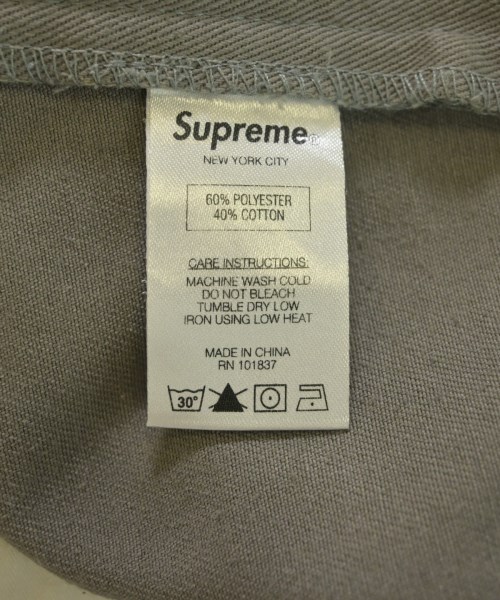 Supreme®
NEW YORK CITY
60% POLYESTER
40% COTTON
CARE INSTRUCTIONS:
MACHINE WASH COLD
DO NOT BLEACH
TUMBLE DRY LOW
IRON USING LOW HEAT
MADE IN CHINA
RN 101837
30°